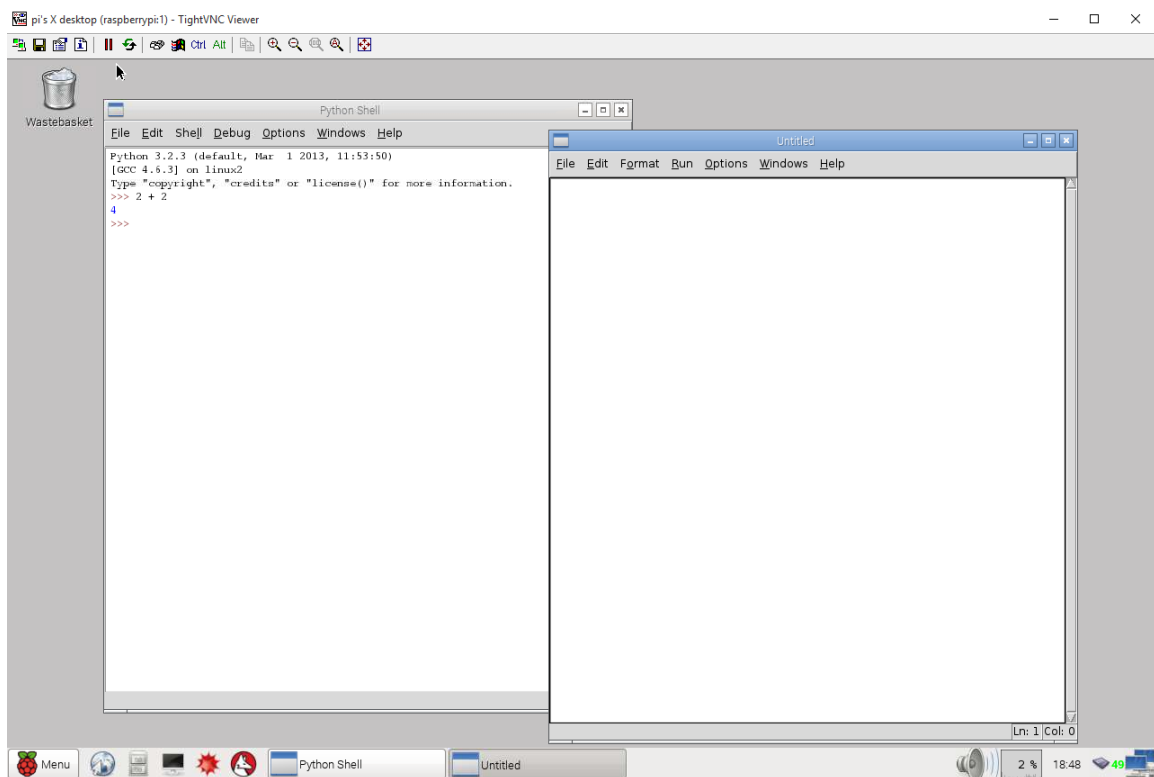 pi's X desktop (raspberrypi:1) - TightVNC Viewer
Ctrl Alt
Wastebasket
Python Shell
File Edit Shell Debug Options Windows Help
Python 3.2.3 (default, Mar  1 2013, 11:53:50)
[GCC 4.6.3] on linux2
Type "copyright", "credits" or "license()" for more information.
>>> 2 + 2
4
>>>
Untitled
File Edit Format Run Options Windows Help
Ln: 1 Col: 0
Menu Python Shell Untitled 2 % 18:48 49